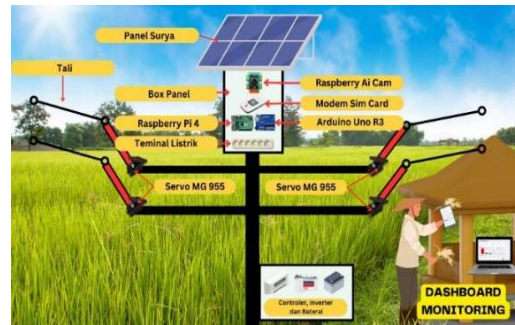 Panel Surya
Tali
Box Panel
Raspberry Ai Cam
Modem Sim Card
Raspberry Pi 4
Arduino Uno R3
Teminal Listrik
Servo MG 955
Servo MG 955
Controler, Inverter
dan Baterai
DASHBOARD
MONITORING